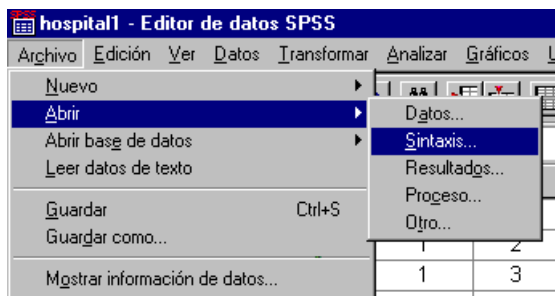 hospital1 - Editor de datos SPSS
Archivo Edición Ver Datos Transformar Analizar Gráficos
Nuevo
Abrir
Abrir base de datos
Leer datos de texto
Guardar Ctrl+S
Guardar como...
Mostrar información de datos...
Datos...
Sintaxis...
Resultados...
Proceso...
Otro...
1 2
1 3